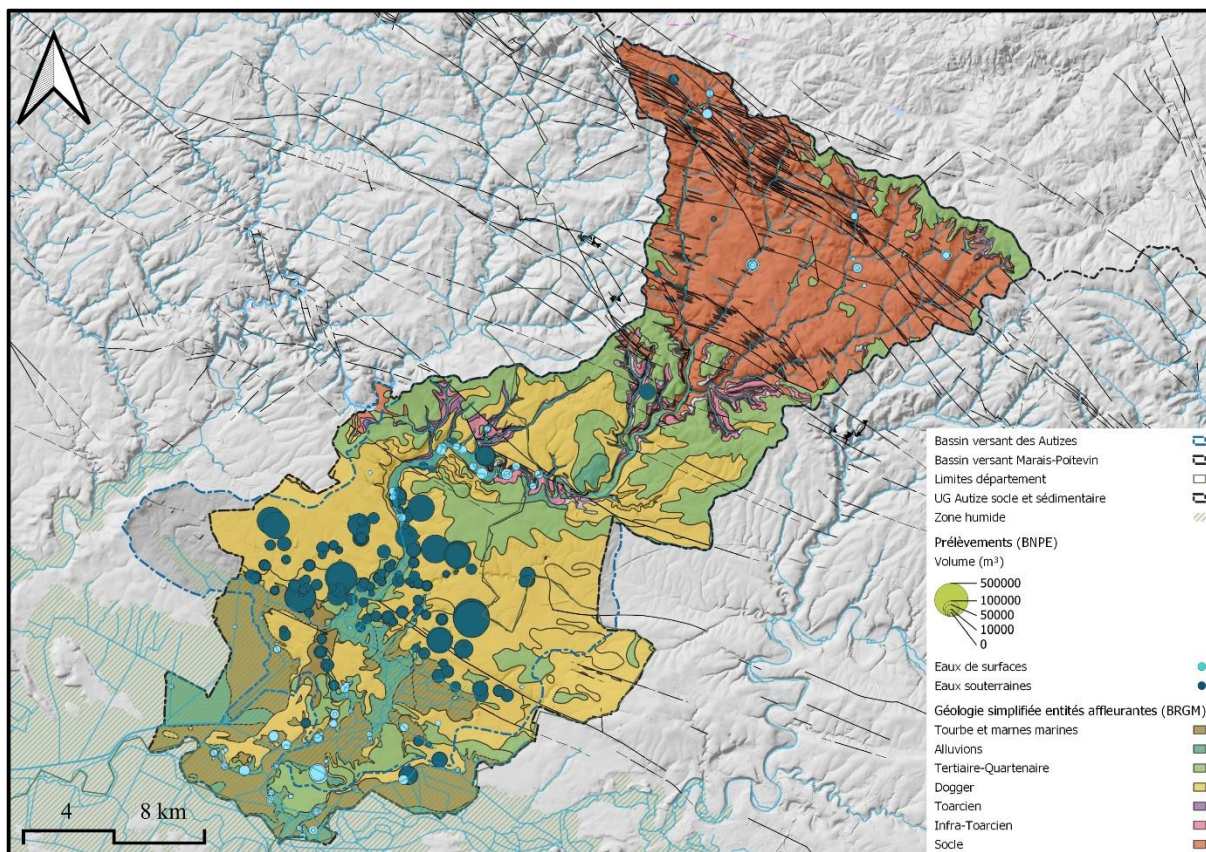 Bassin versant des Autizes
Bassin versant Marais-Poitevin
Limites département
UG Autize socle et sédimentaire
Zone humide
Prélèvements (BNPE)
Volume (m³)
500000
100000
50000
10000
0
Eaux de surfaces
Eaux souterraines
Géologie simplifiée entités affleurantes (BRGM)
Tourbe et marnes marines
Alluvions
Tertiaire-Quartenaire
Dogger
Toarcien
Infra-Toarcien
Socle
4 8 km